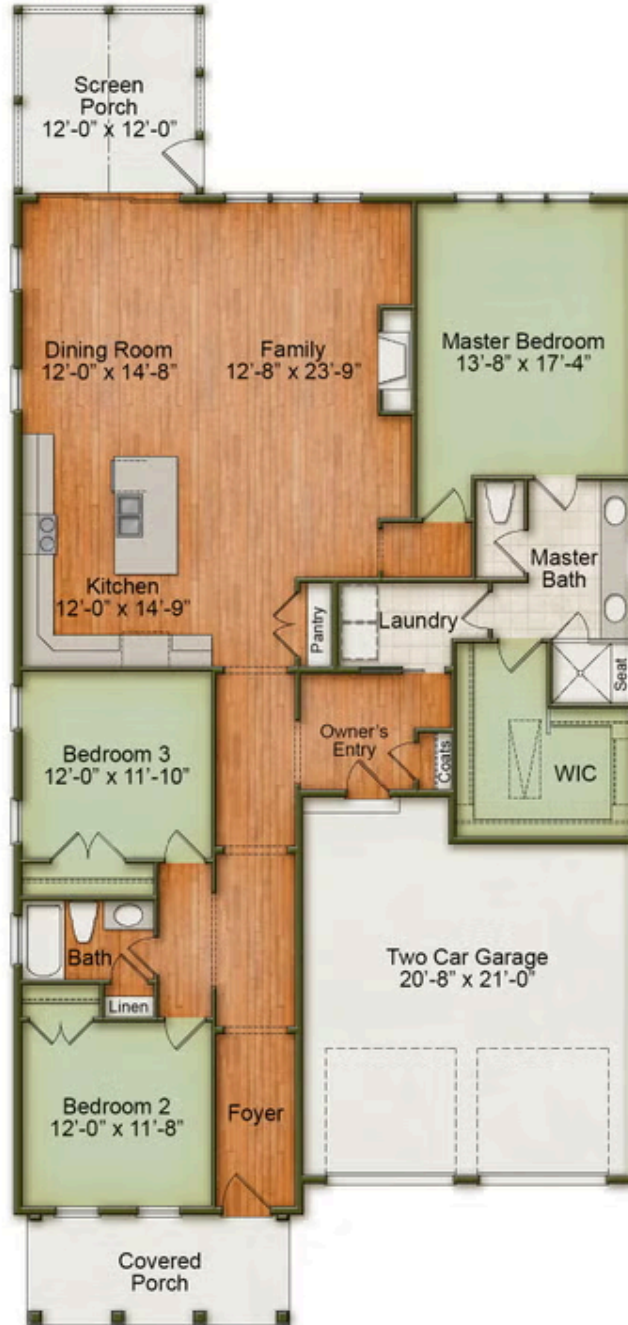 Screen
Porch
12'-0” x 12'-0”
Dining Room
12'-0” x 14'-8”
Family
12'-8” x 23'-9”
Master Bedroom
13'-8” x 17'-4”
Kitchen
12'-0” x 14'-9”
Pantry
Laundry
Master
Bath
Seat
Bedroom 3
12'-0” x 11'-10”
Owner's
Entry
Coats
WIC
Bath
Linen
Two Car Garage
20'-8” x 21'-0”
Bedroom 2
12'-0” x 11'-8”
Foyer
Covered
Porch